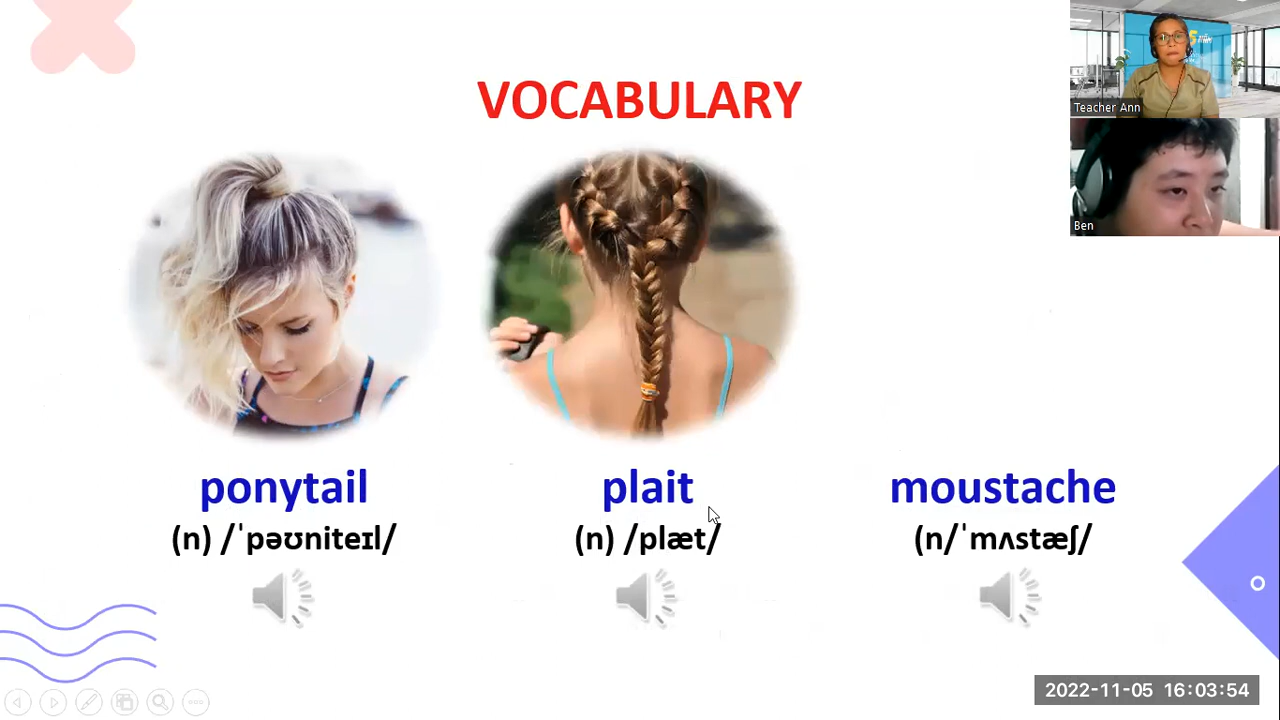 VOCABULARY
Teacher Ann
Ben
ponytail
plait
moustache
(n) /ˈpəʊniteɪl/
(n) /plæt/
(n/ˈmʌstæʃ/
2022-11-05 16:03:54